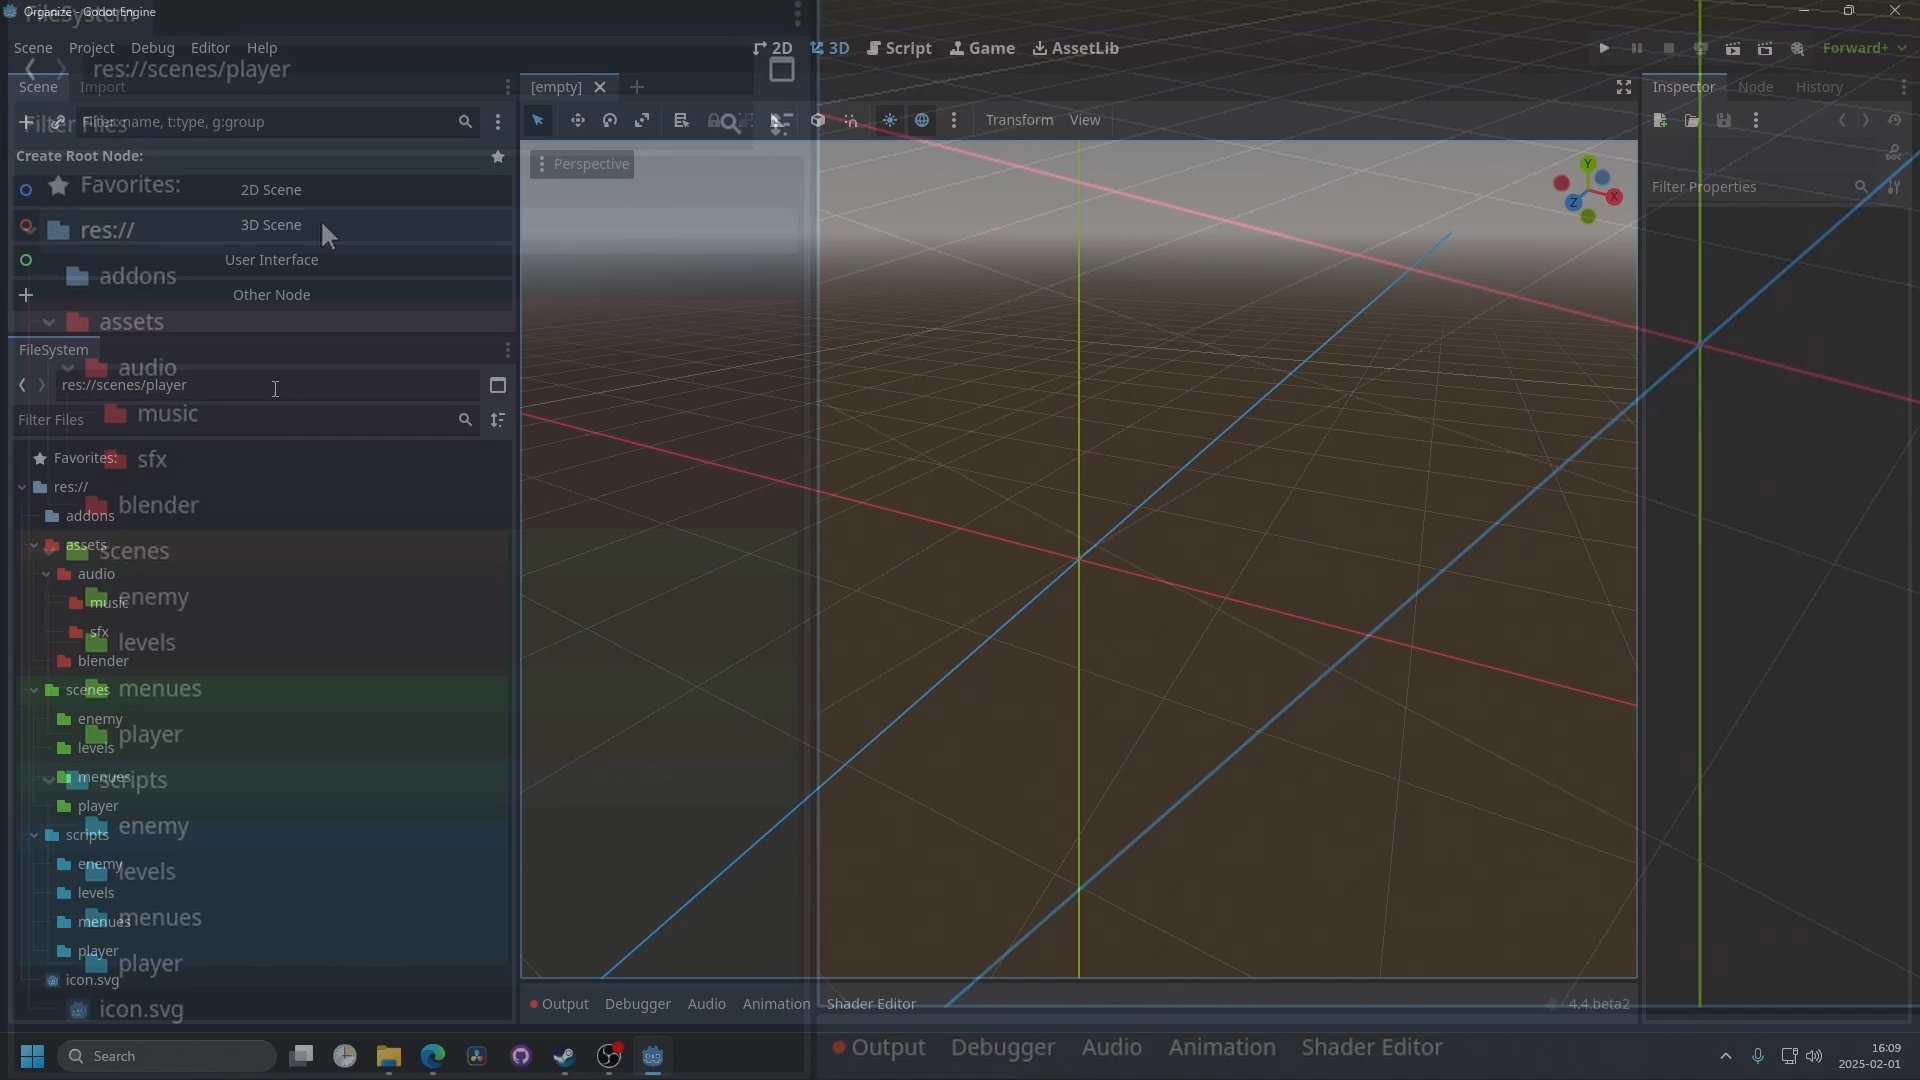 Organize - Godot Engine
FileSystem
Scene Project Debug Editor Help
2D 3D Script Game AssetLib
Forward+
res://scenes/player
Scene Import
[empty]
Inspector Node History
Filter: name, t:type, g:group
Filter Files
Transform View
Create Root Node:
Perspective
Y
X
Z
DOC
Filter Properties
Favorites:
2D Scene
res://
3D Scene
User Interface
addons
Other Node
assets
FileSystem
audio
res://scenes/player
music
Filter Files
Favorites:
sfx
res://
blender
addons
assets
scenes
audio
enemy
music
sfx
levels
blender
scenes
menues
enemy
player
levels
menues
scripts
player
enemy
scripts
enemy
levels
levels
menues
menues
player
player
icon.svg
icon.svg
Output Debugger Audio Animation Shader Editor
4.4.beta2
Output Debugger Audio Animation Shader Editor
Search
16:09
2025-02-01